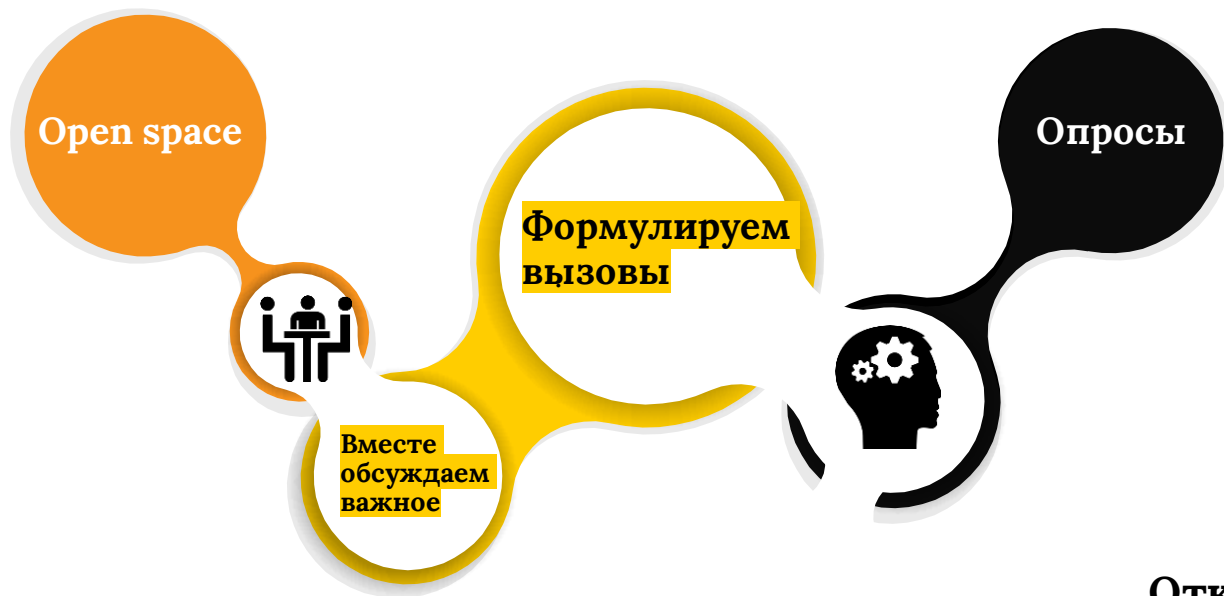 Open space
Опросы
Формулируем
вызовы
Вместе
обсуждаем
важное